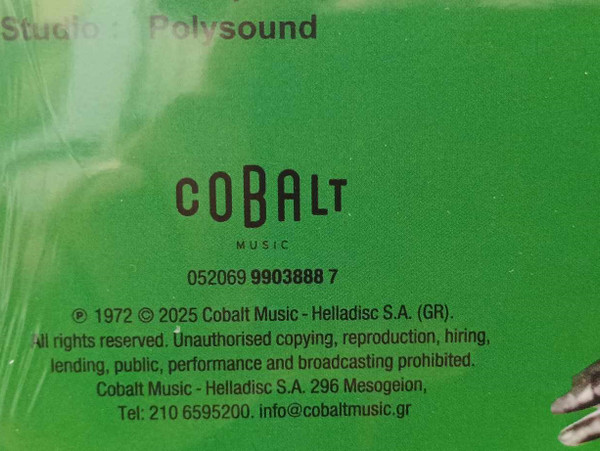 Studio : Polysound
COBALT
MUSIC
052069 9903888 7
℗ 1972 © 2025 Cobalt Music - Helladisc S.A. (GR).
All rights reserved. Unauthorised copying, reproduction, hiring,
lending, public, performance and broadcasting prohibited.
Cobalt Music - Helladisc S.A. 296 Mesogeion,
Tel: 210 6595200. info@cobaltmusic.gr